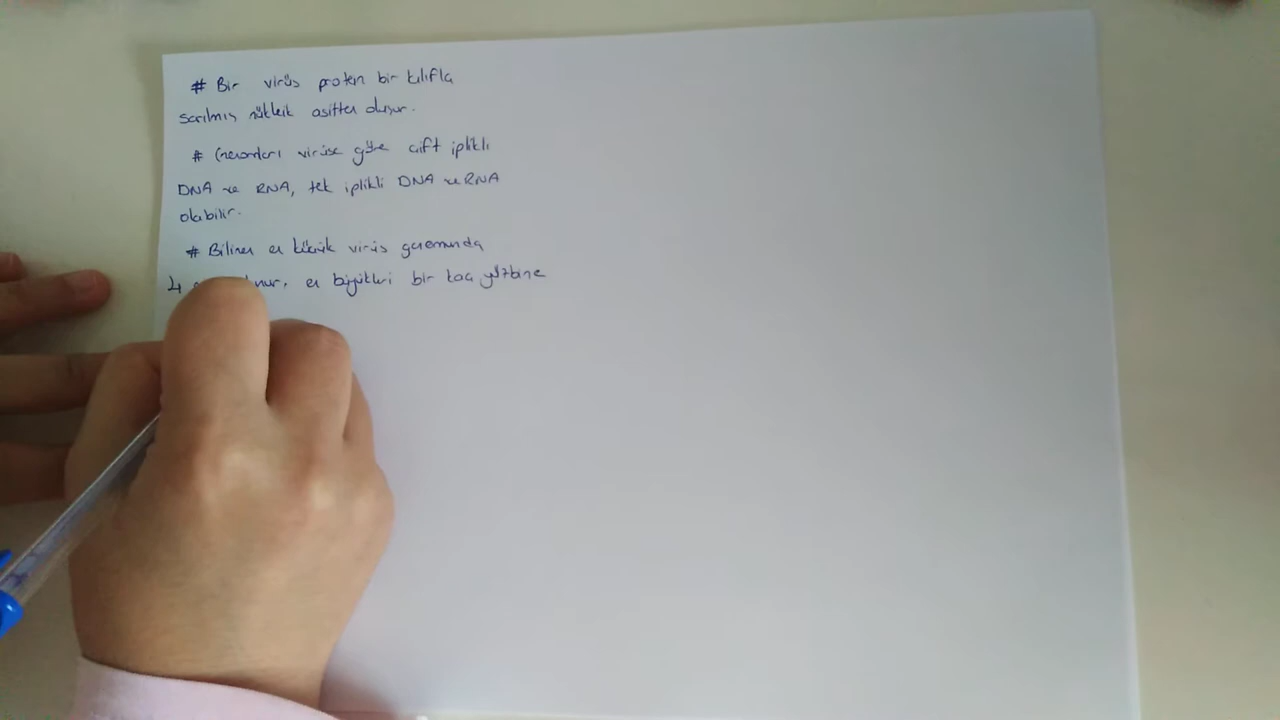 # Bir virüs protein bir kılıfla
sarılmış nükleik asitten oluşur.
# Genomları virüse göre çift iplikli
DNA ve RNA, tek iplikli DNA ve RNA
olabilir.
# Bilinen en küçük virüs genomunda
4 en büyükleri bir kaç yüzbine